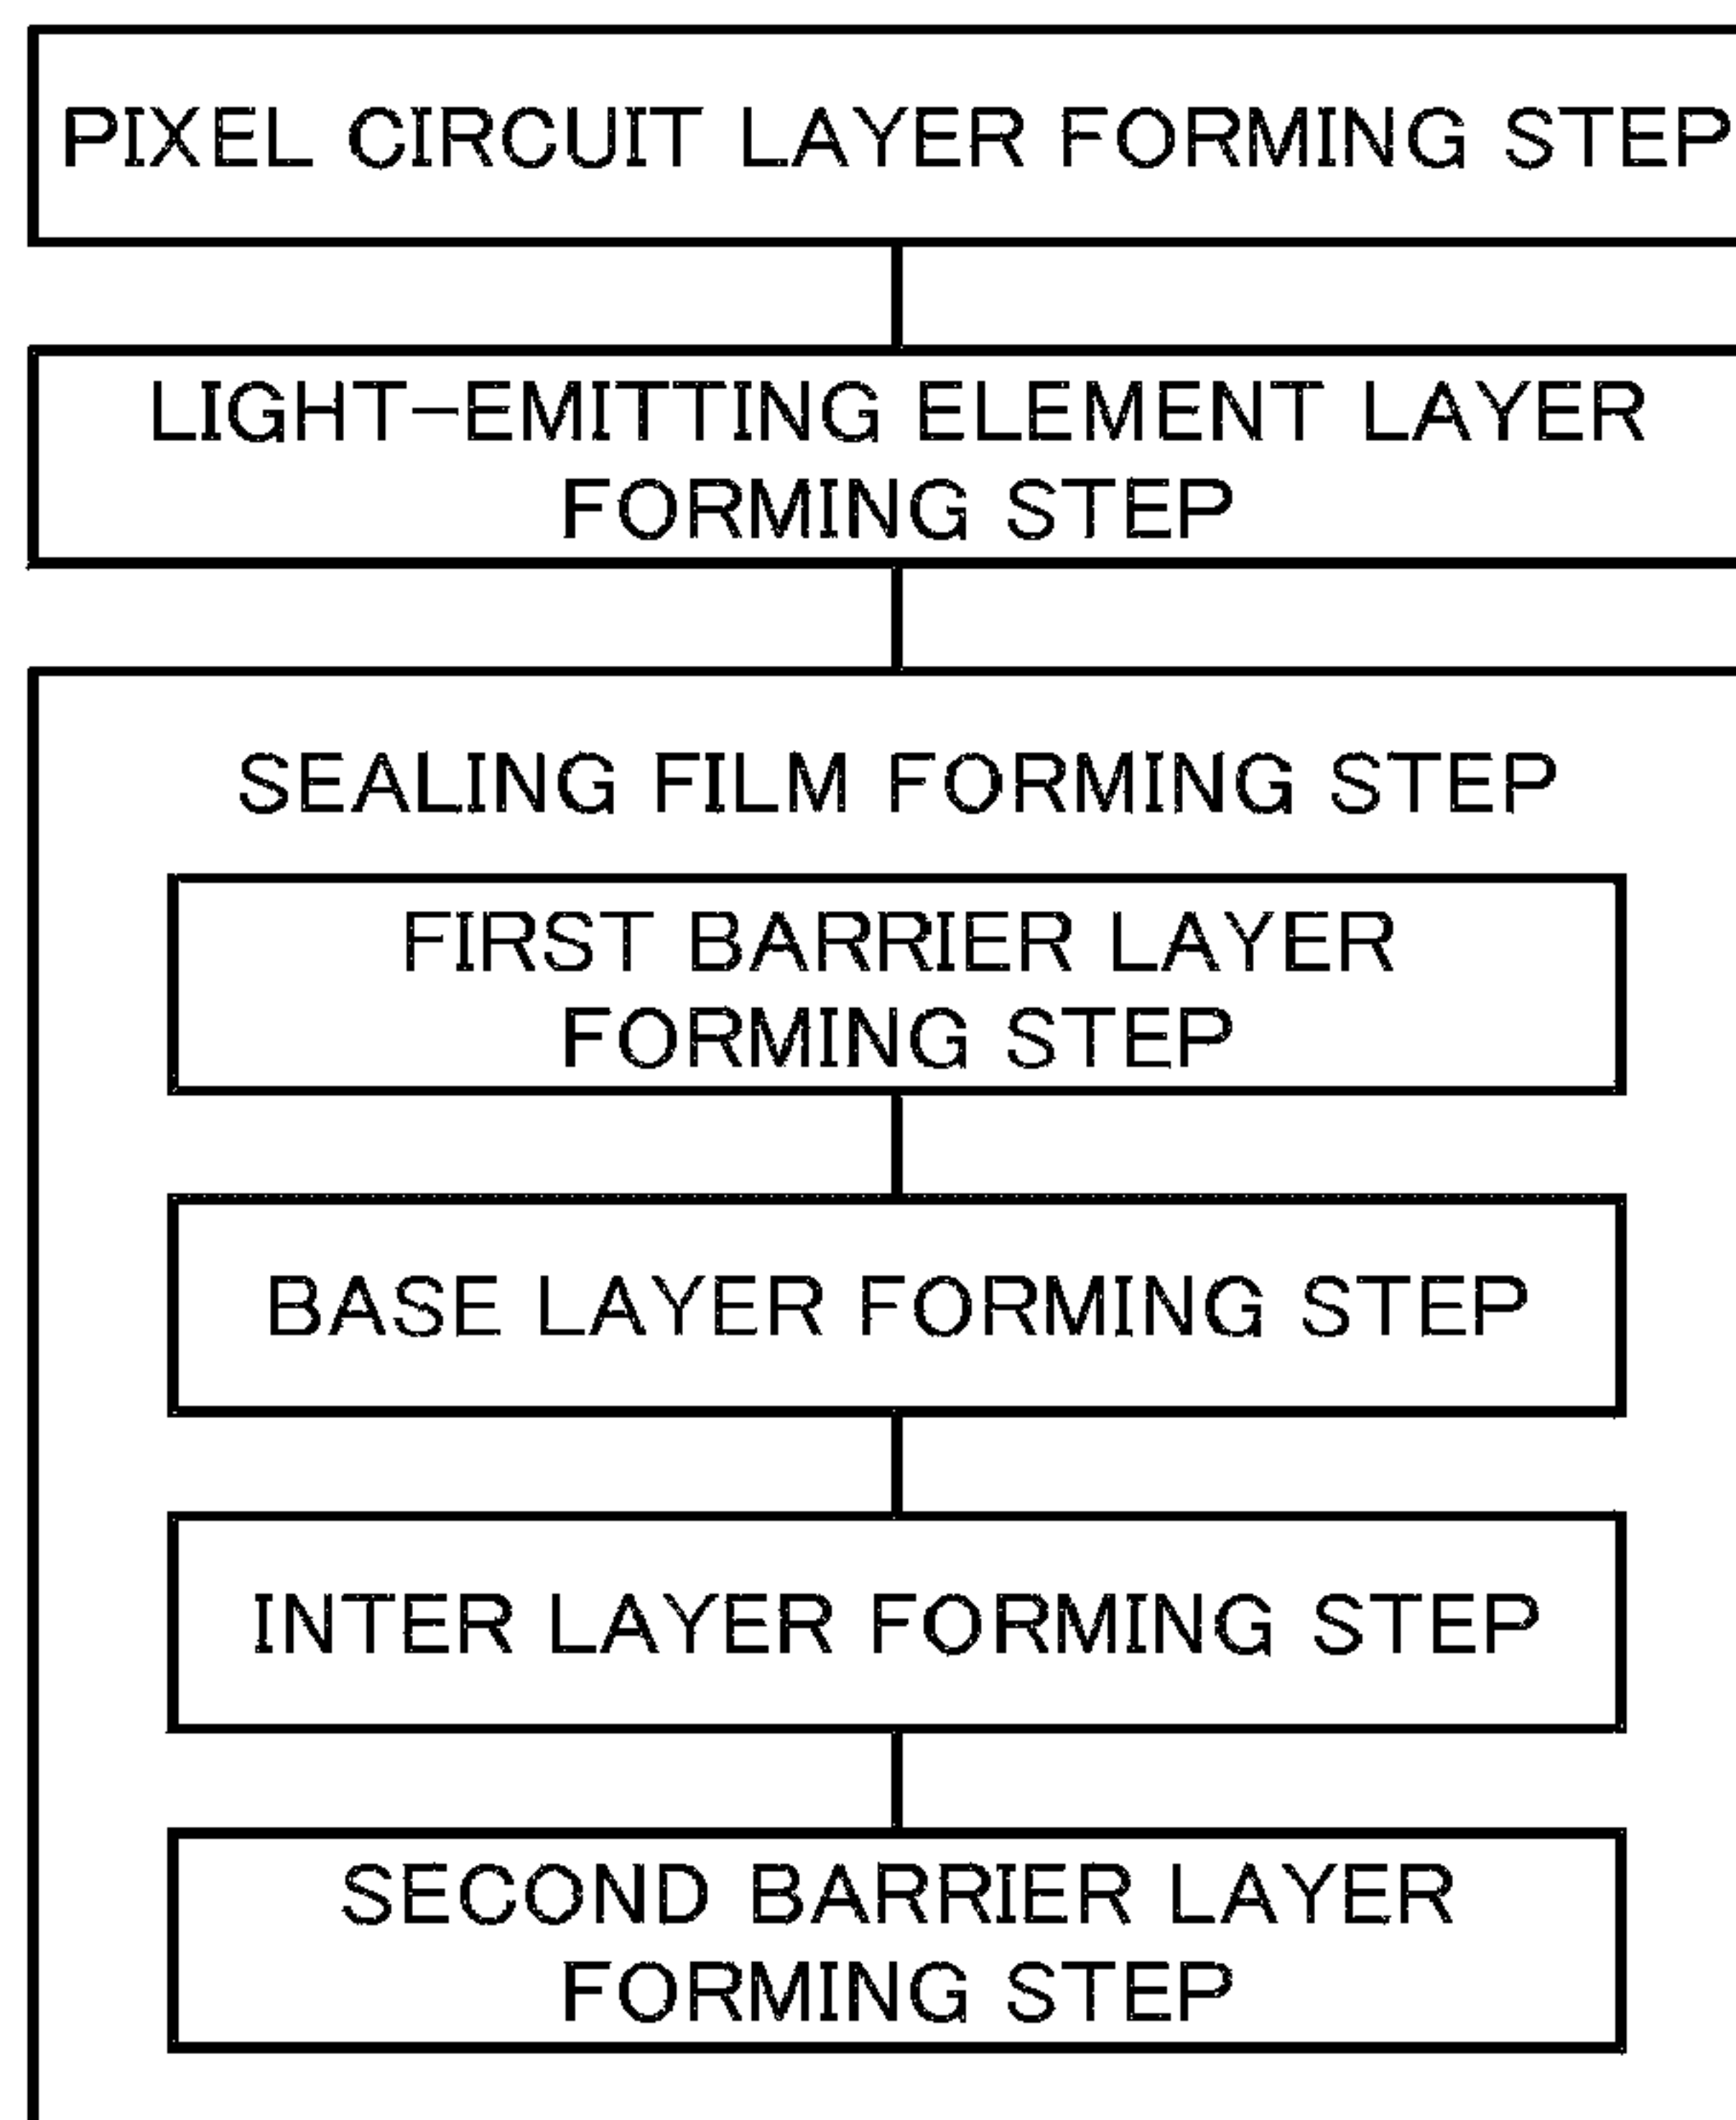 PIXEL CIRCUIT LAYER FORMING STEP
LIGHT-EMITTING ELEMENT LAYER
FORMING STEP
SEALING FILM FORMING STEP
FIRST BARRIER LAYER
FORMING STEP
BASE LAYER FORMING STEP
INTER LAYER FORMING STEP
SECOND BARRIER LAYER
FORMING STEP